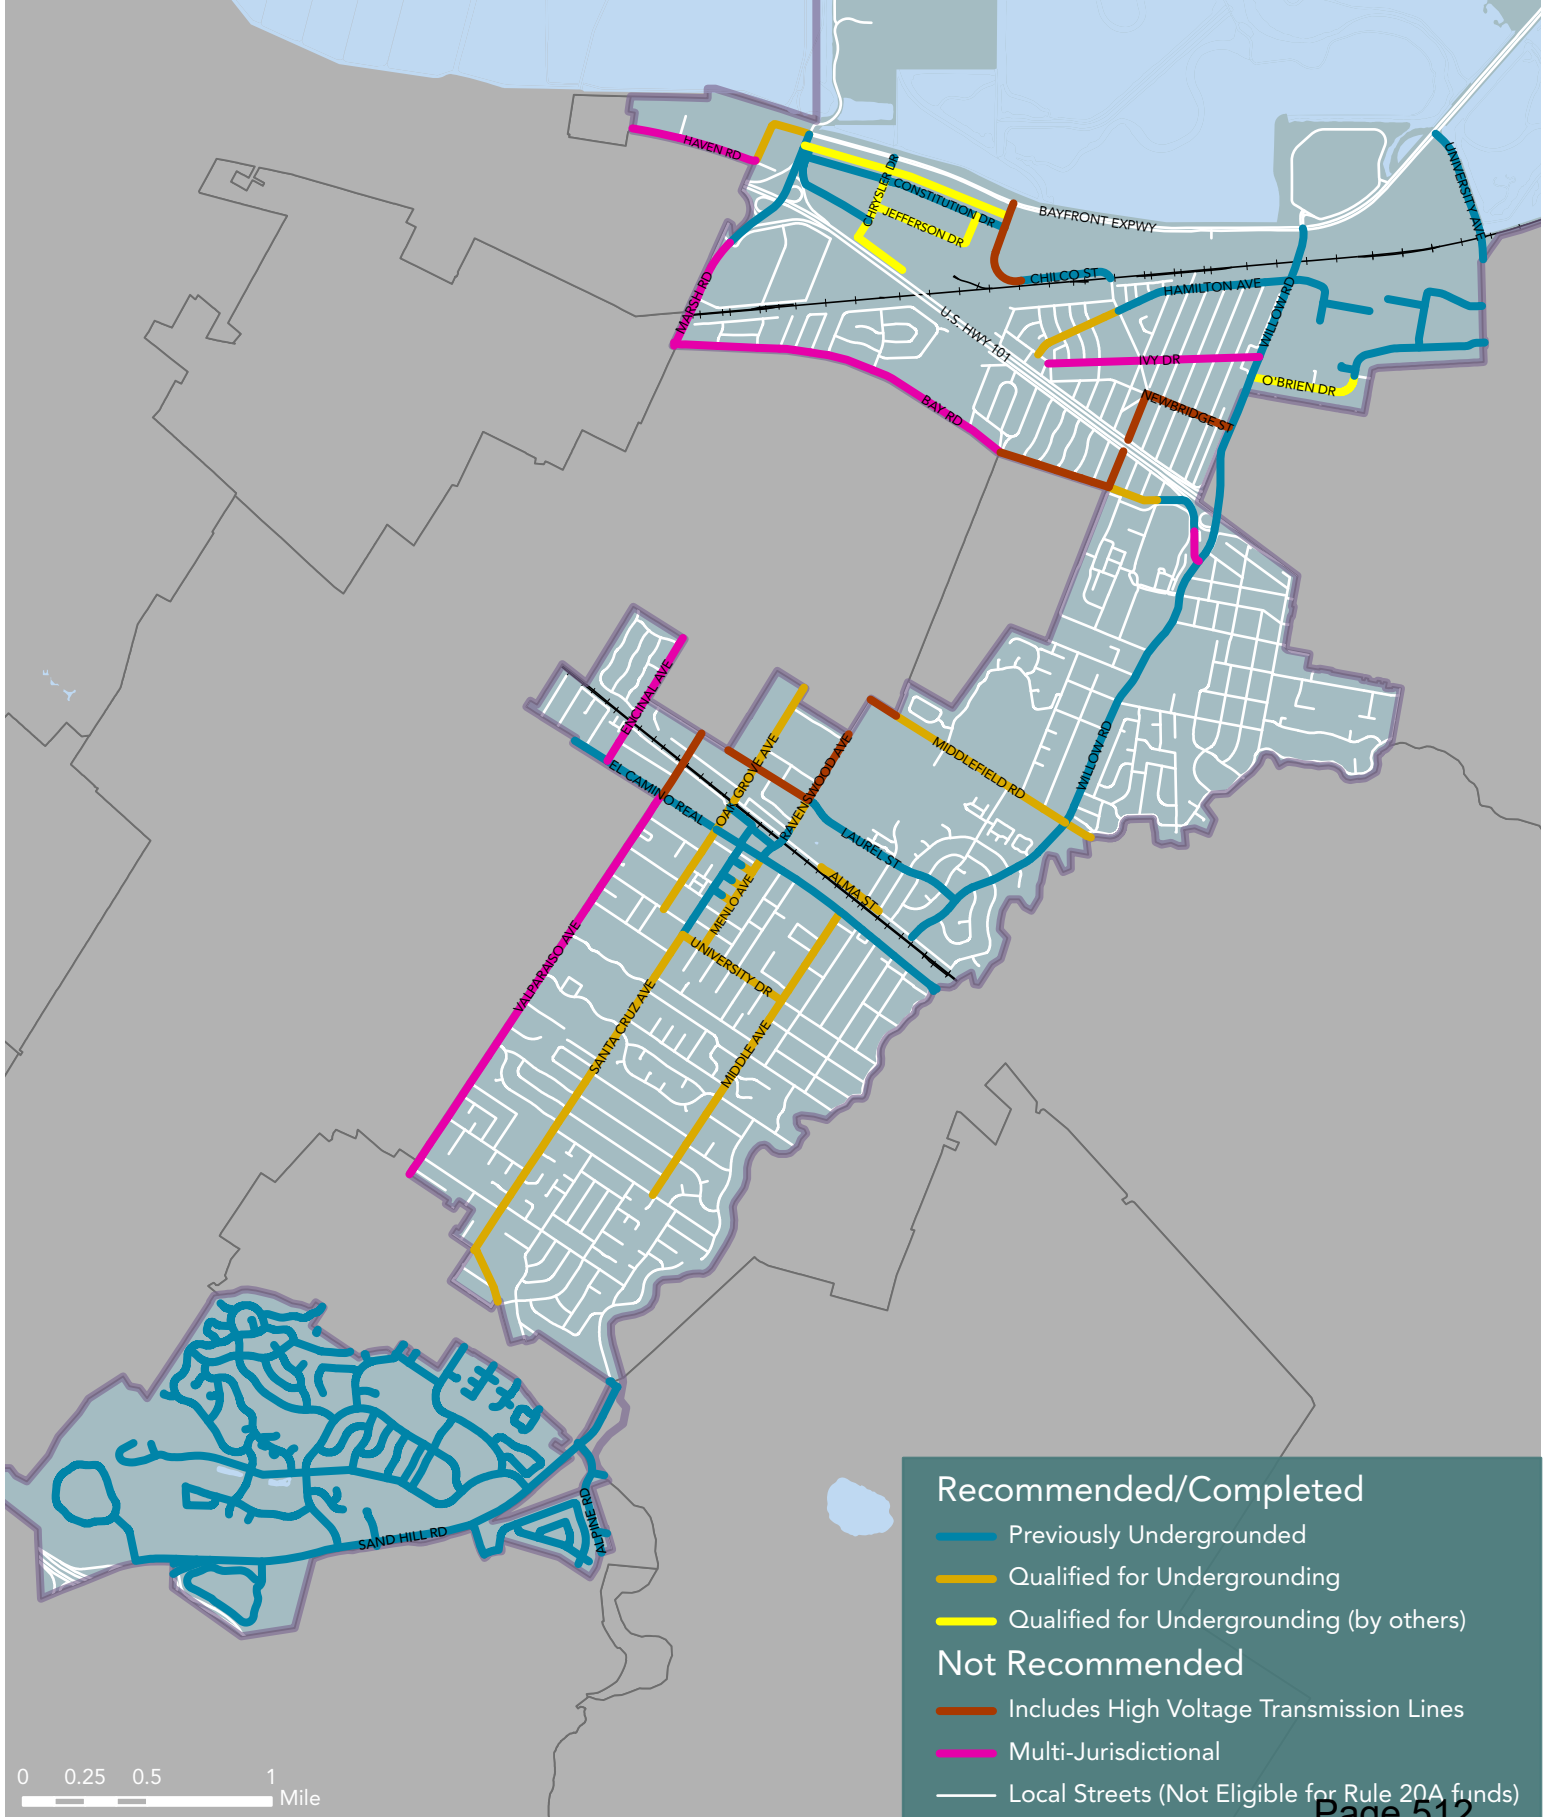 HAVEN RD
CHRYSLER DR
CONSTITUTION DR
JEFFERSON DR
BAYFRONT EXPWY
UNIVERSITY AVE
MARSH RD
CHILCO ST
HAMILTON AVE
WILLOW RD
U.S. HWY 101
IVY DR
O'BRIEN DR
BAY RD
NEWBRIDGE ST
ENCINAL AVE
EL CAMINO REAL
OAK GROVE AVE
RAVENSWOOD AVE
MIDDLEFIELD RD
WILLOW RD
LAUREL ST
ALMA ST
MENLO AVE
UNIVERSITY DR
VALPARAISO AVE
SANTA CRUZ AVE
MIDDLE AVE
SAND HILL RD
ALPINE RD
Recommended/Completed
Previously Undergrounded
Qualified for Undergrounding
Qualified for Undergrounding (by others)
Not Recommended
Includes High Voltage Transmission Lines
Multi-Jurisdictional
Local Streets (Not Eligible for Rule 20A funds)
0 0.25 0.5 1
Mile
Page 512